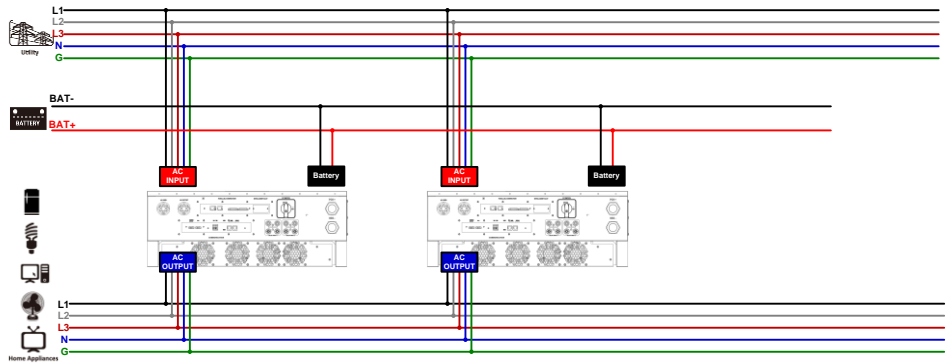 L1
L2
L3
N
G
Utility
BAT-
BATTERY
BAT+
AC
INPUT
Battery
AC
INPUT
Battery
AC
OUTPUT
AC
OUTPUT
L1
L2
L3
N
G
Home Appliances